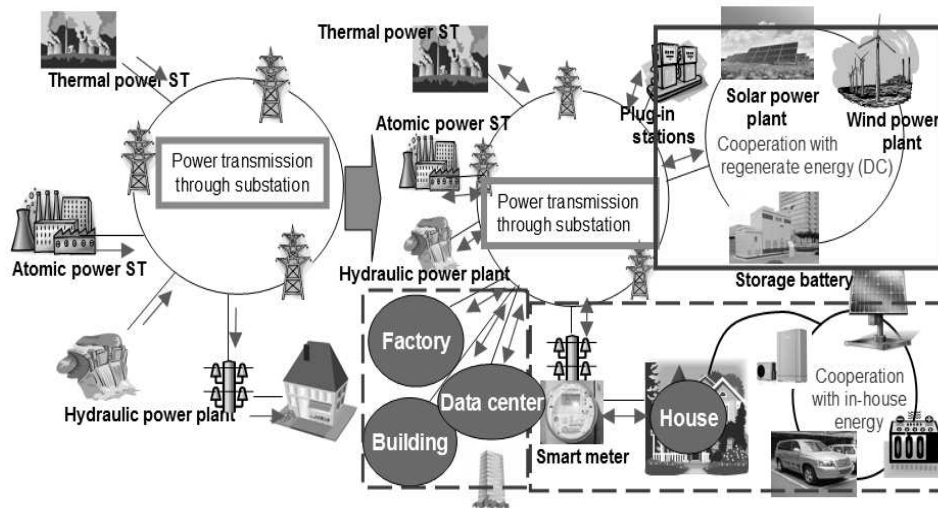 Thermal power ST
Power transmission
through substation
Atomic power ST
Hydraulic power plant
Thermal power ST
Atomic power ST
Power transmission
through substation
Hydraulic power plant
Plug-in
stations
Solar power
plant
Wind power
plant
Cooperation with
regenerate energy (DC)
Storage battery
Factory
Data center
Building
Smart meter
House
Cooperation
with in-house
energy